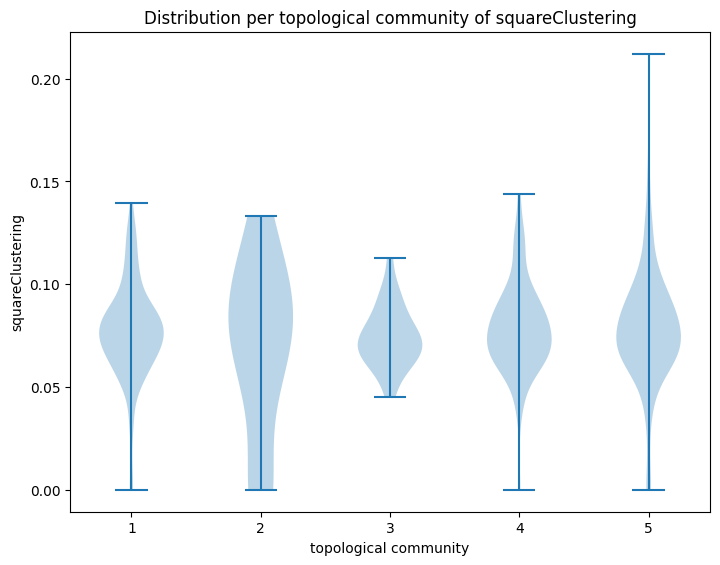 Distribution per topological community of squareClustering
squareClustering
0.20
0.15
0.10
0.05
0.00
1 2 3 4 5
topological community